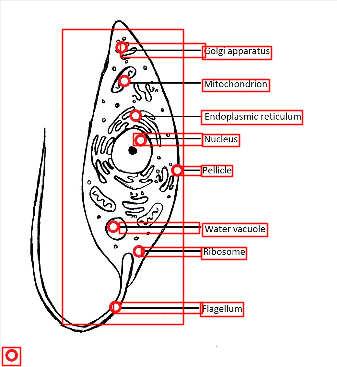 Golgi apparatus
Mitochondrion
Endoplasmic reticulum
Nucleus
Pellicle
Water vacuole
Ribosome
Flagellum